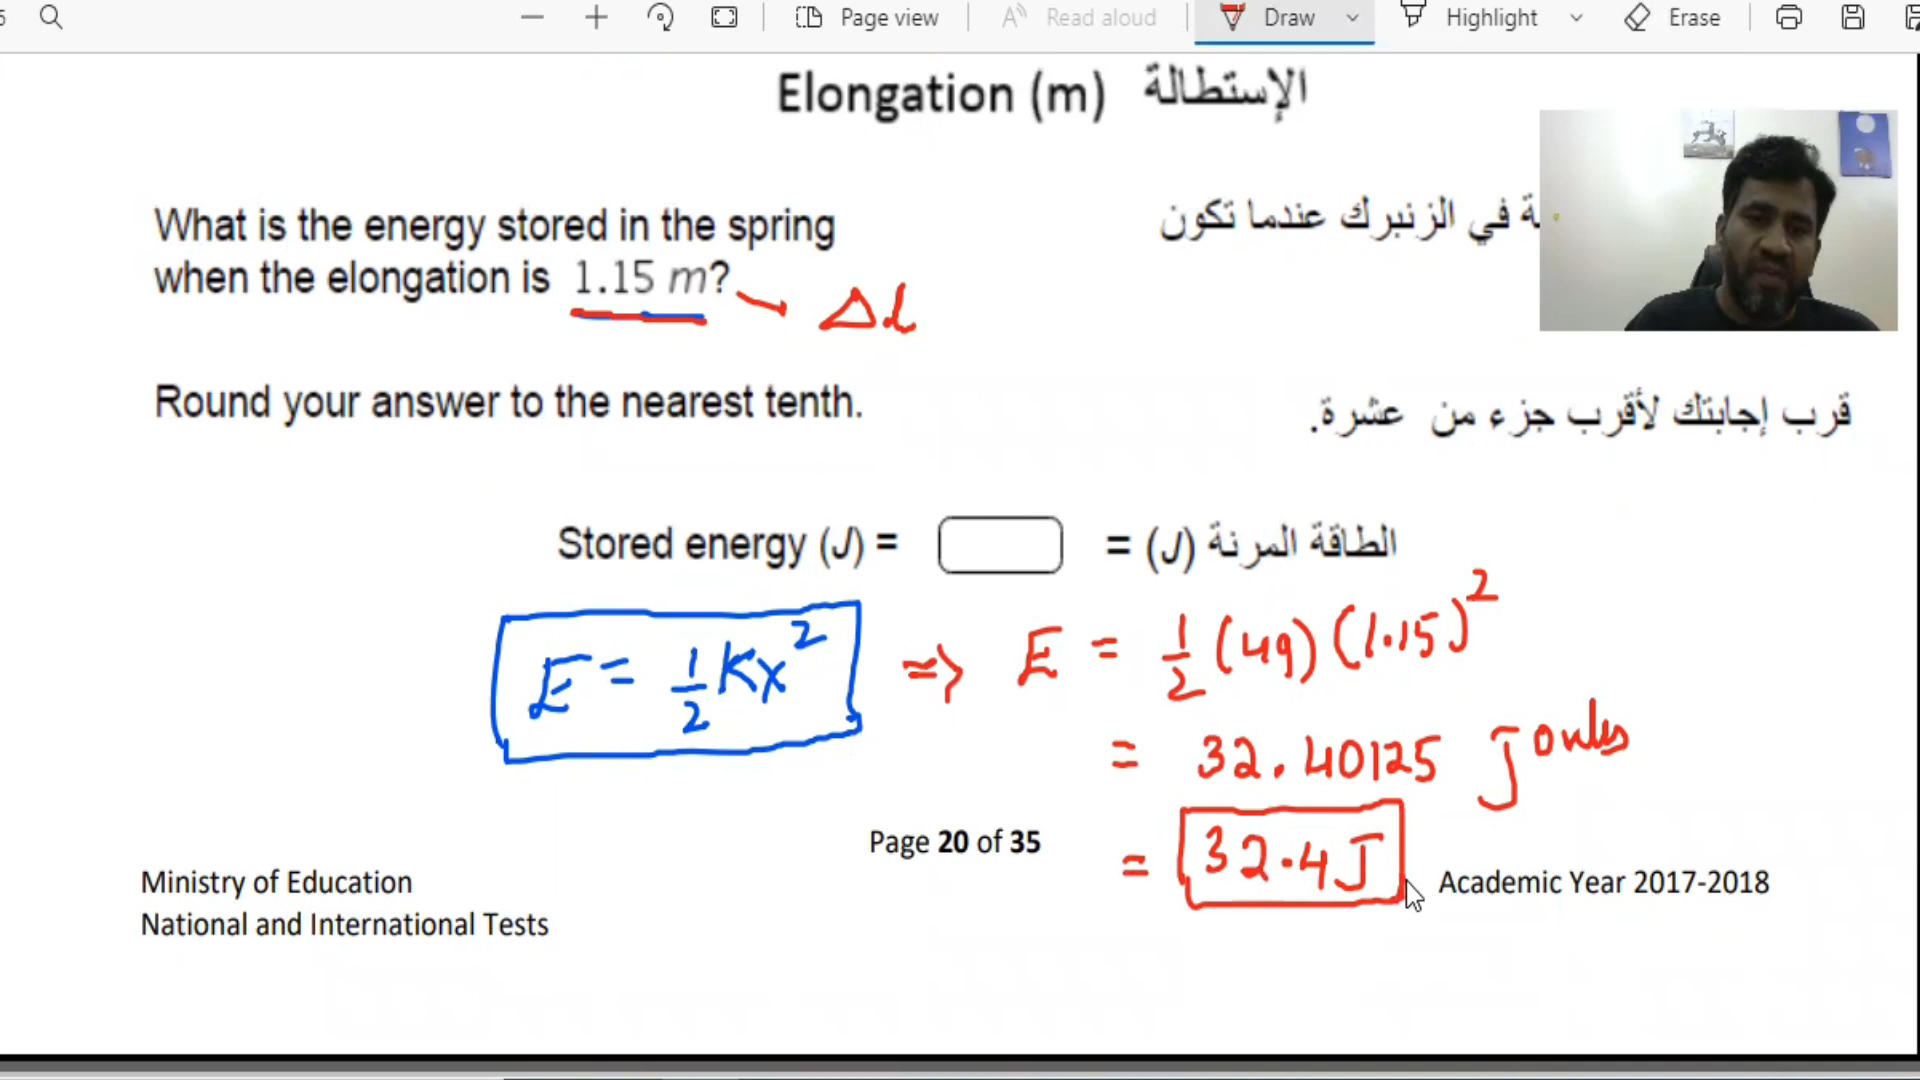 Page view
Read aloud
Draw
Highlight
Erase
Elongation (m) الإستطالة
What is the energy stored in the spring
when the elongation is 1.15 m?
Δl
ة في الزنبرك عندما تكون
Round your answer to the nearest tenth.
قرب إجابتك لأقرب جزء من عشرة.
Stored energy (J) =
= (J) الطاقة المرنة
E = 1/2 Kx² => E = 1/2 (49) (1.15)²
= 32.40125 Joules
= 32.4 J
Page 20 of 35
Ministry of Education
National and International Tests
Academic Year 2017-2018